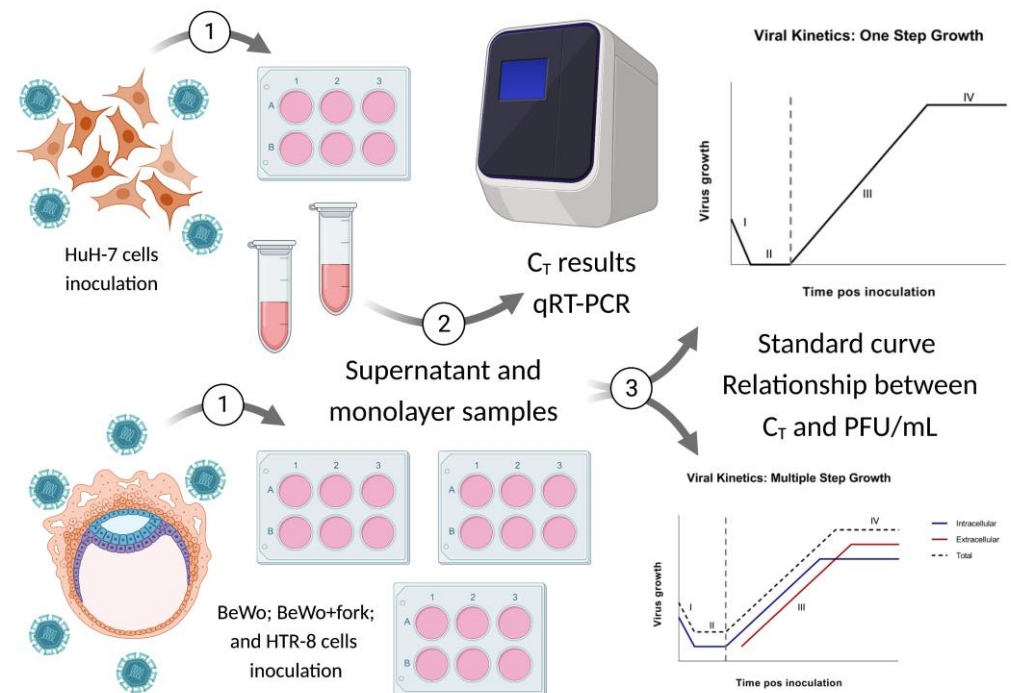 1
1 2 3
A
B
HuH-7 cells
inoculation
Cᴛ results
qRT-PCR
Viral Kinetics: One Step Growth
Virus growth
I
II
III
IV
Time pos inoculation
2
Supernatant and
monolayer samples
3
Standard curve
Relationship between
Cᴛ and PFU/mL
1
1 2 3
A
B
1 2 3
A
B
1 2 3
A
B
BeWo; BeWo+fork;
and HTR-8 cells
inoculation
Viral Kinetics: Multiple Step Growth
Virus growth
I
II
III
IV
Intracellular
Extracellular
Total
Time pos inoculation